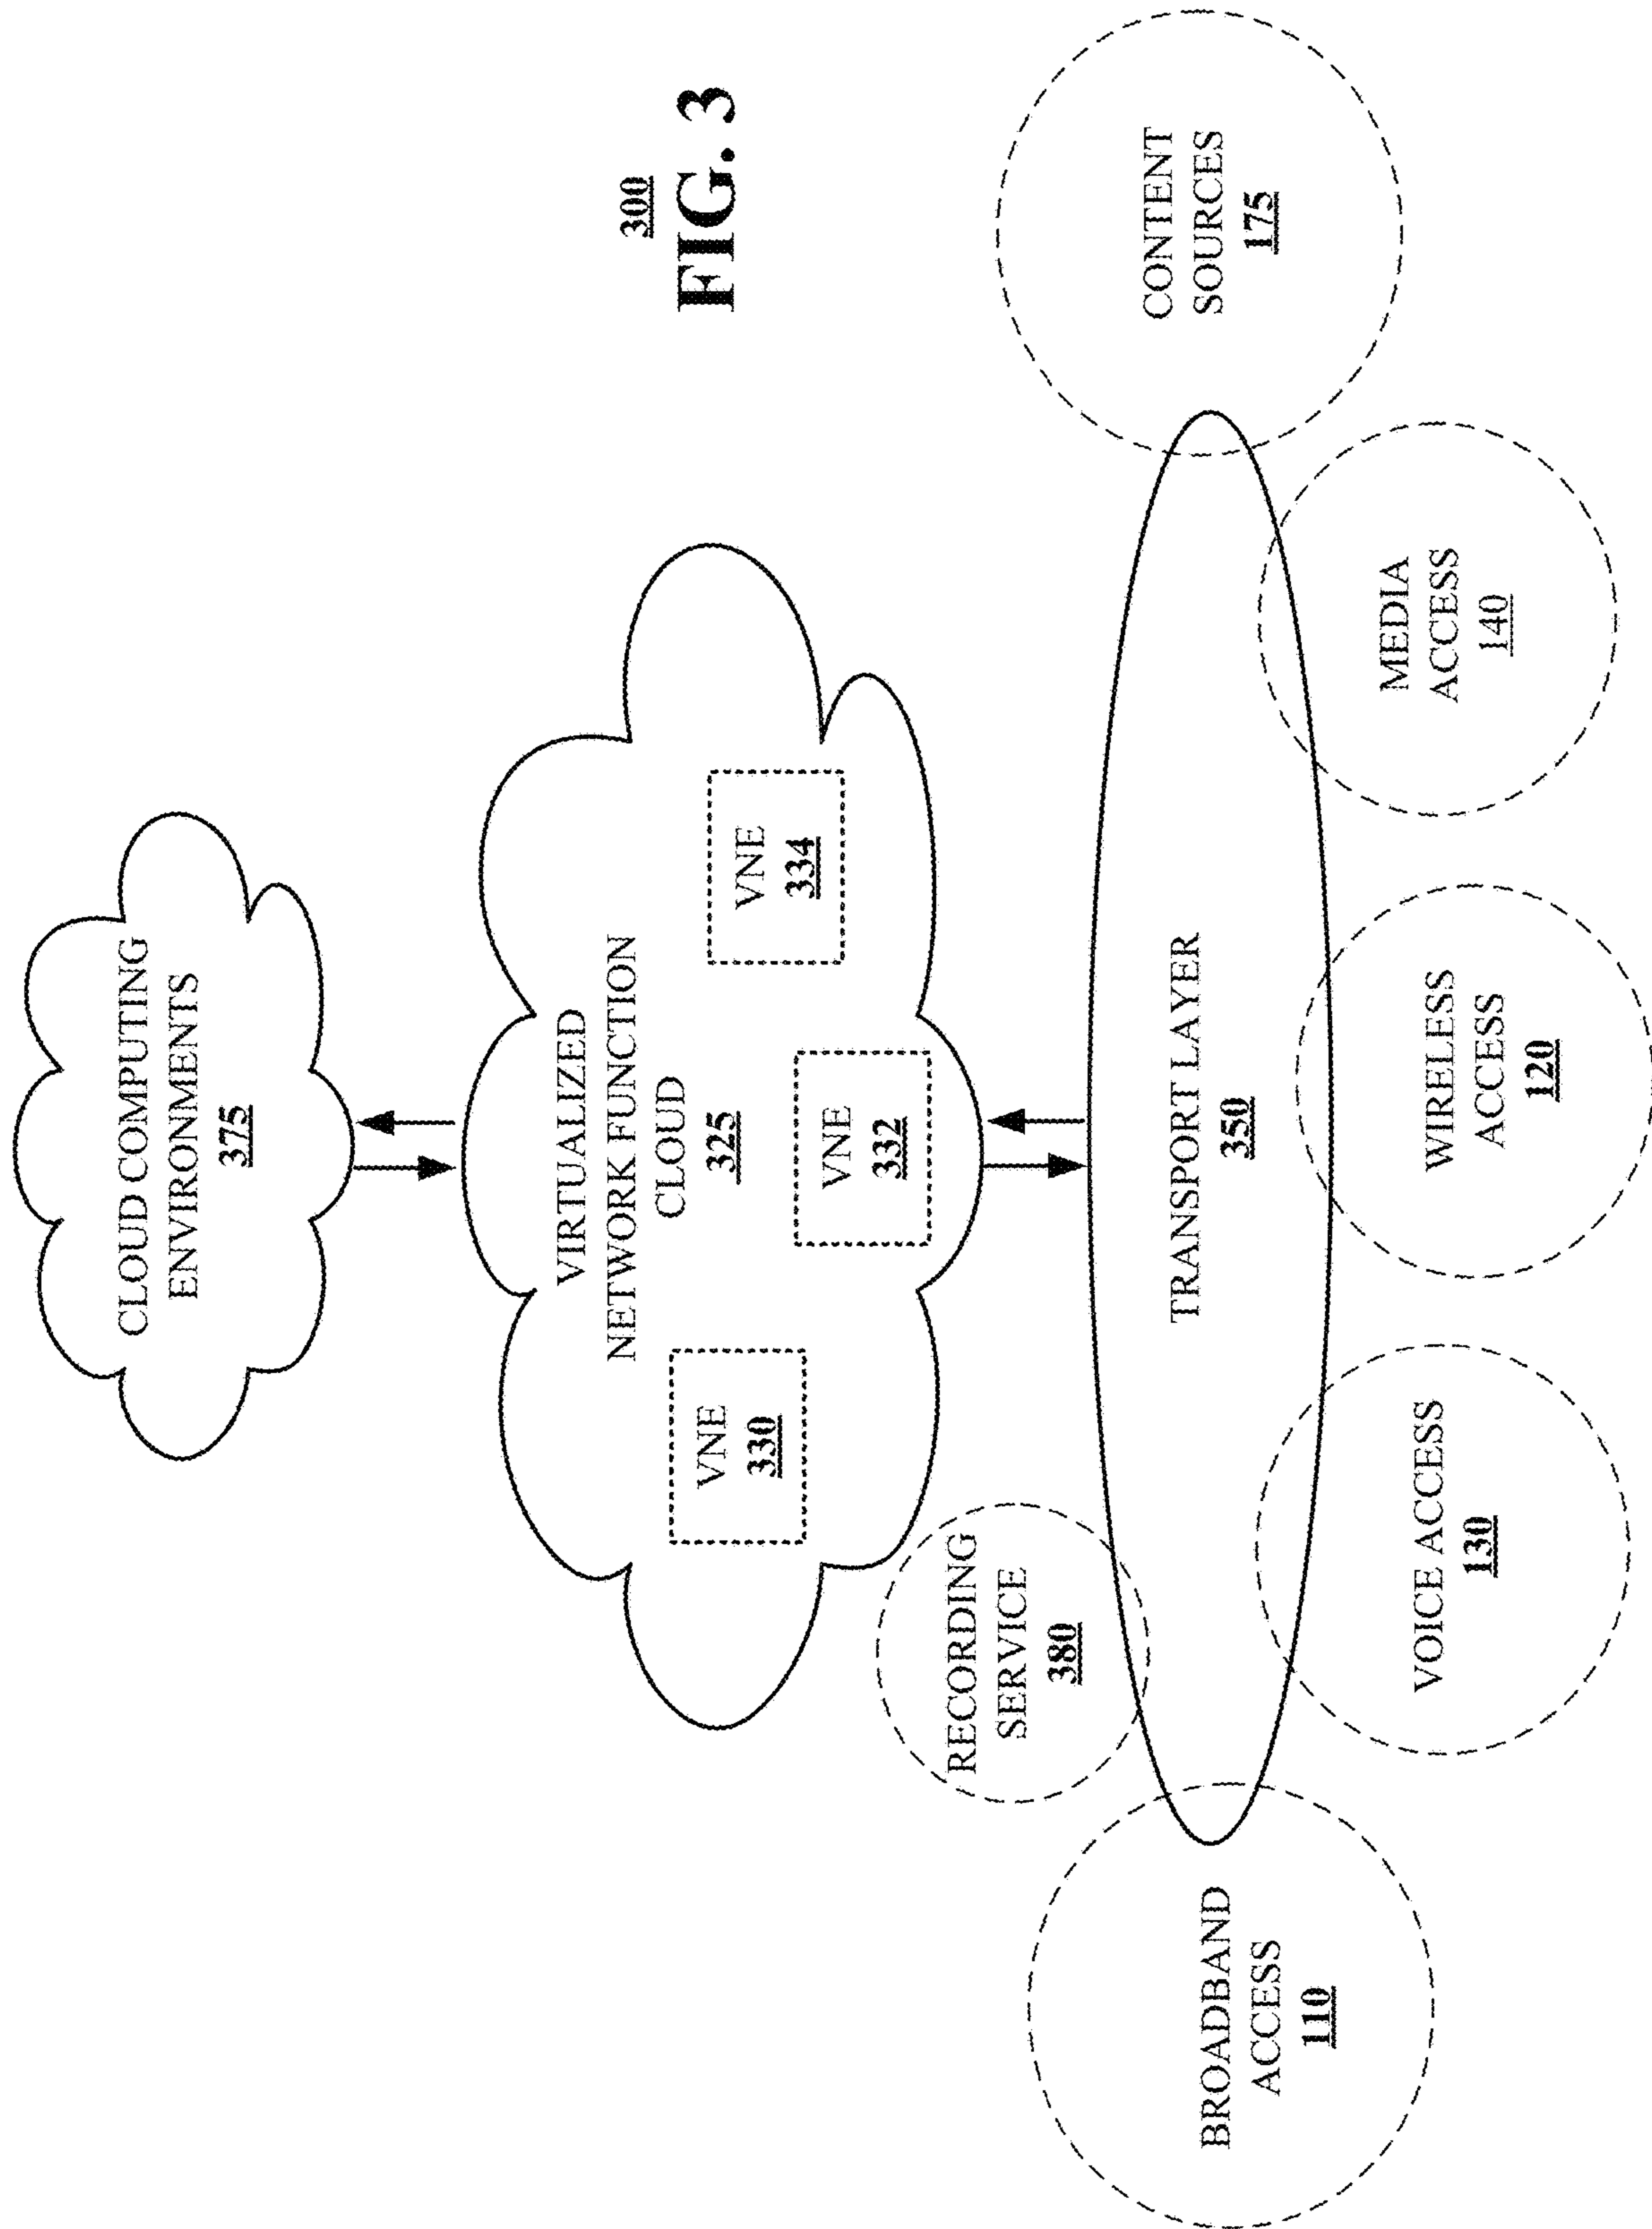 CLOUD COMPUTING
ENVIRONMENTS
375
VIRTUALIZED
NETWORK FUNCTION
CLOUD
325
VNE
330
VNE
332
VNE
334
RECORDING
SERVICE
380
TRANSPORT LAYER
350
BROADBAND
ACCESS
110
VOICE ACCESS
130
WIRELESS
ACCESS
120
MEDIA
ACCESS
140
CONTENT
SOURCES
175
300
FIG. 3